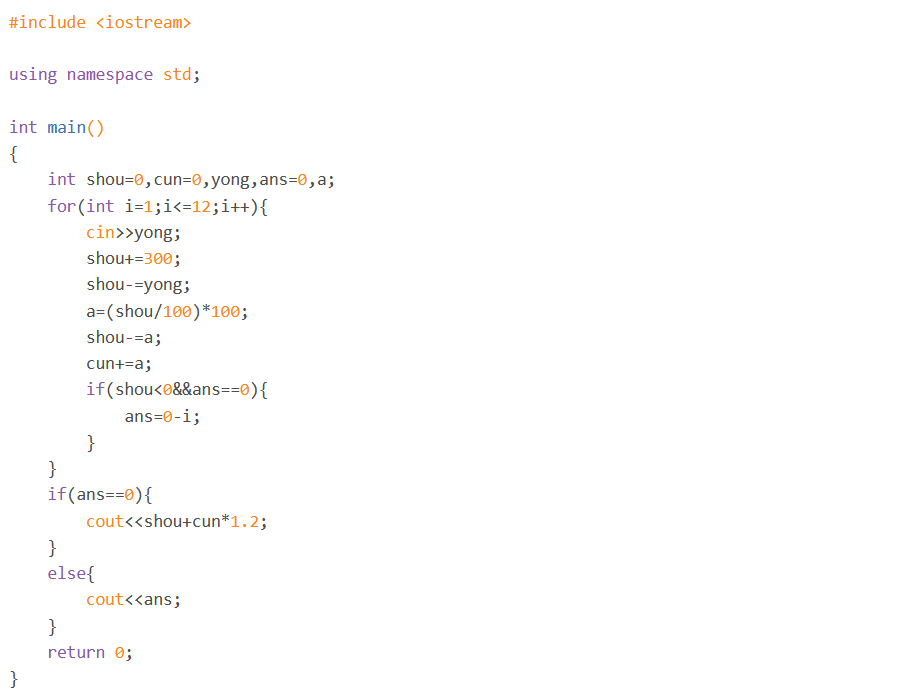 #include <iostream>
using namespace std;
int main()
{
    int shou=0,cun=0,yong,ans=0,a;
    for(int i=1;i<=12;i++){
        cin>>yong;
        shou+=300;
        shou-=yong;
        a=(shou/100)*100;
        shou-=a;
        cun+=a;
        if(shou<0&&ans==0){
            ans=0-i;
        }
    }
    if(ans==0){
        cout<<shou+cun*1.2;
    }
    else{
        cout<<ans;
    }
    return 0;
}